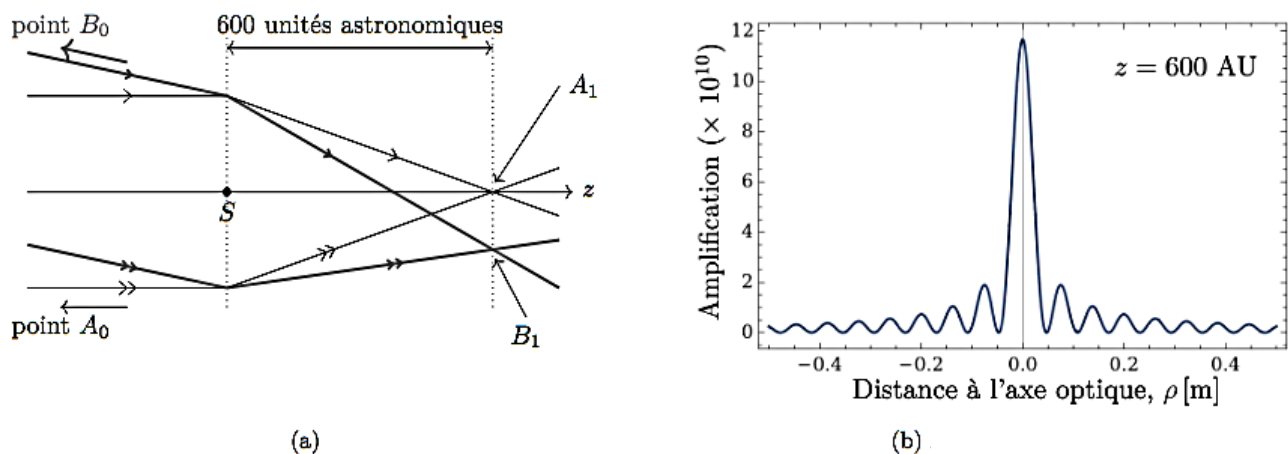 point B₀
600 unités astronomiques
A₁
z
S
point A₀
B₁
(a)
Amplification (× 10¹⁰)
12
10
8
6
4
2
0
z = 600 AU
−0.4 −0.2 0.0 0.2 0.4
Distance à l'axe optique, ρ [m]
(b)